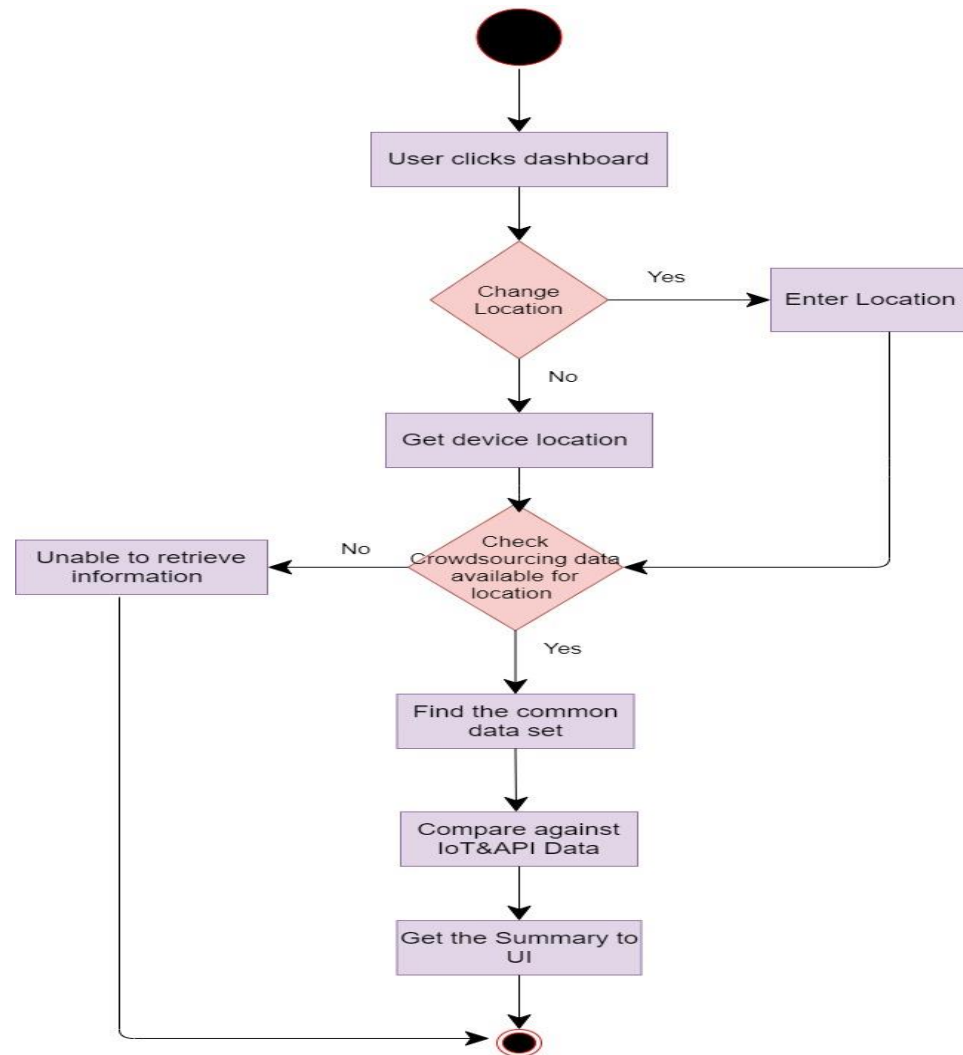 User clicks dashboard
Change
Location
Yes
Enter Location
No
Get device location
Check
Crowdsourcing data
available for
location
No
Unable to retrieve
information
Yes
Find the common
data set
Compare against
IoT&API Data
Get the Summary to
UI